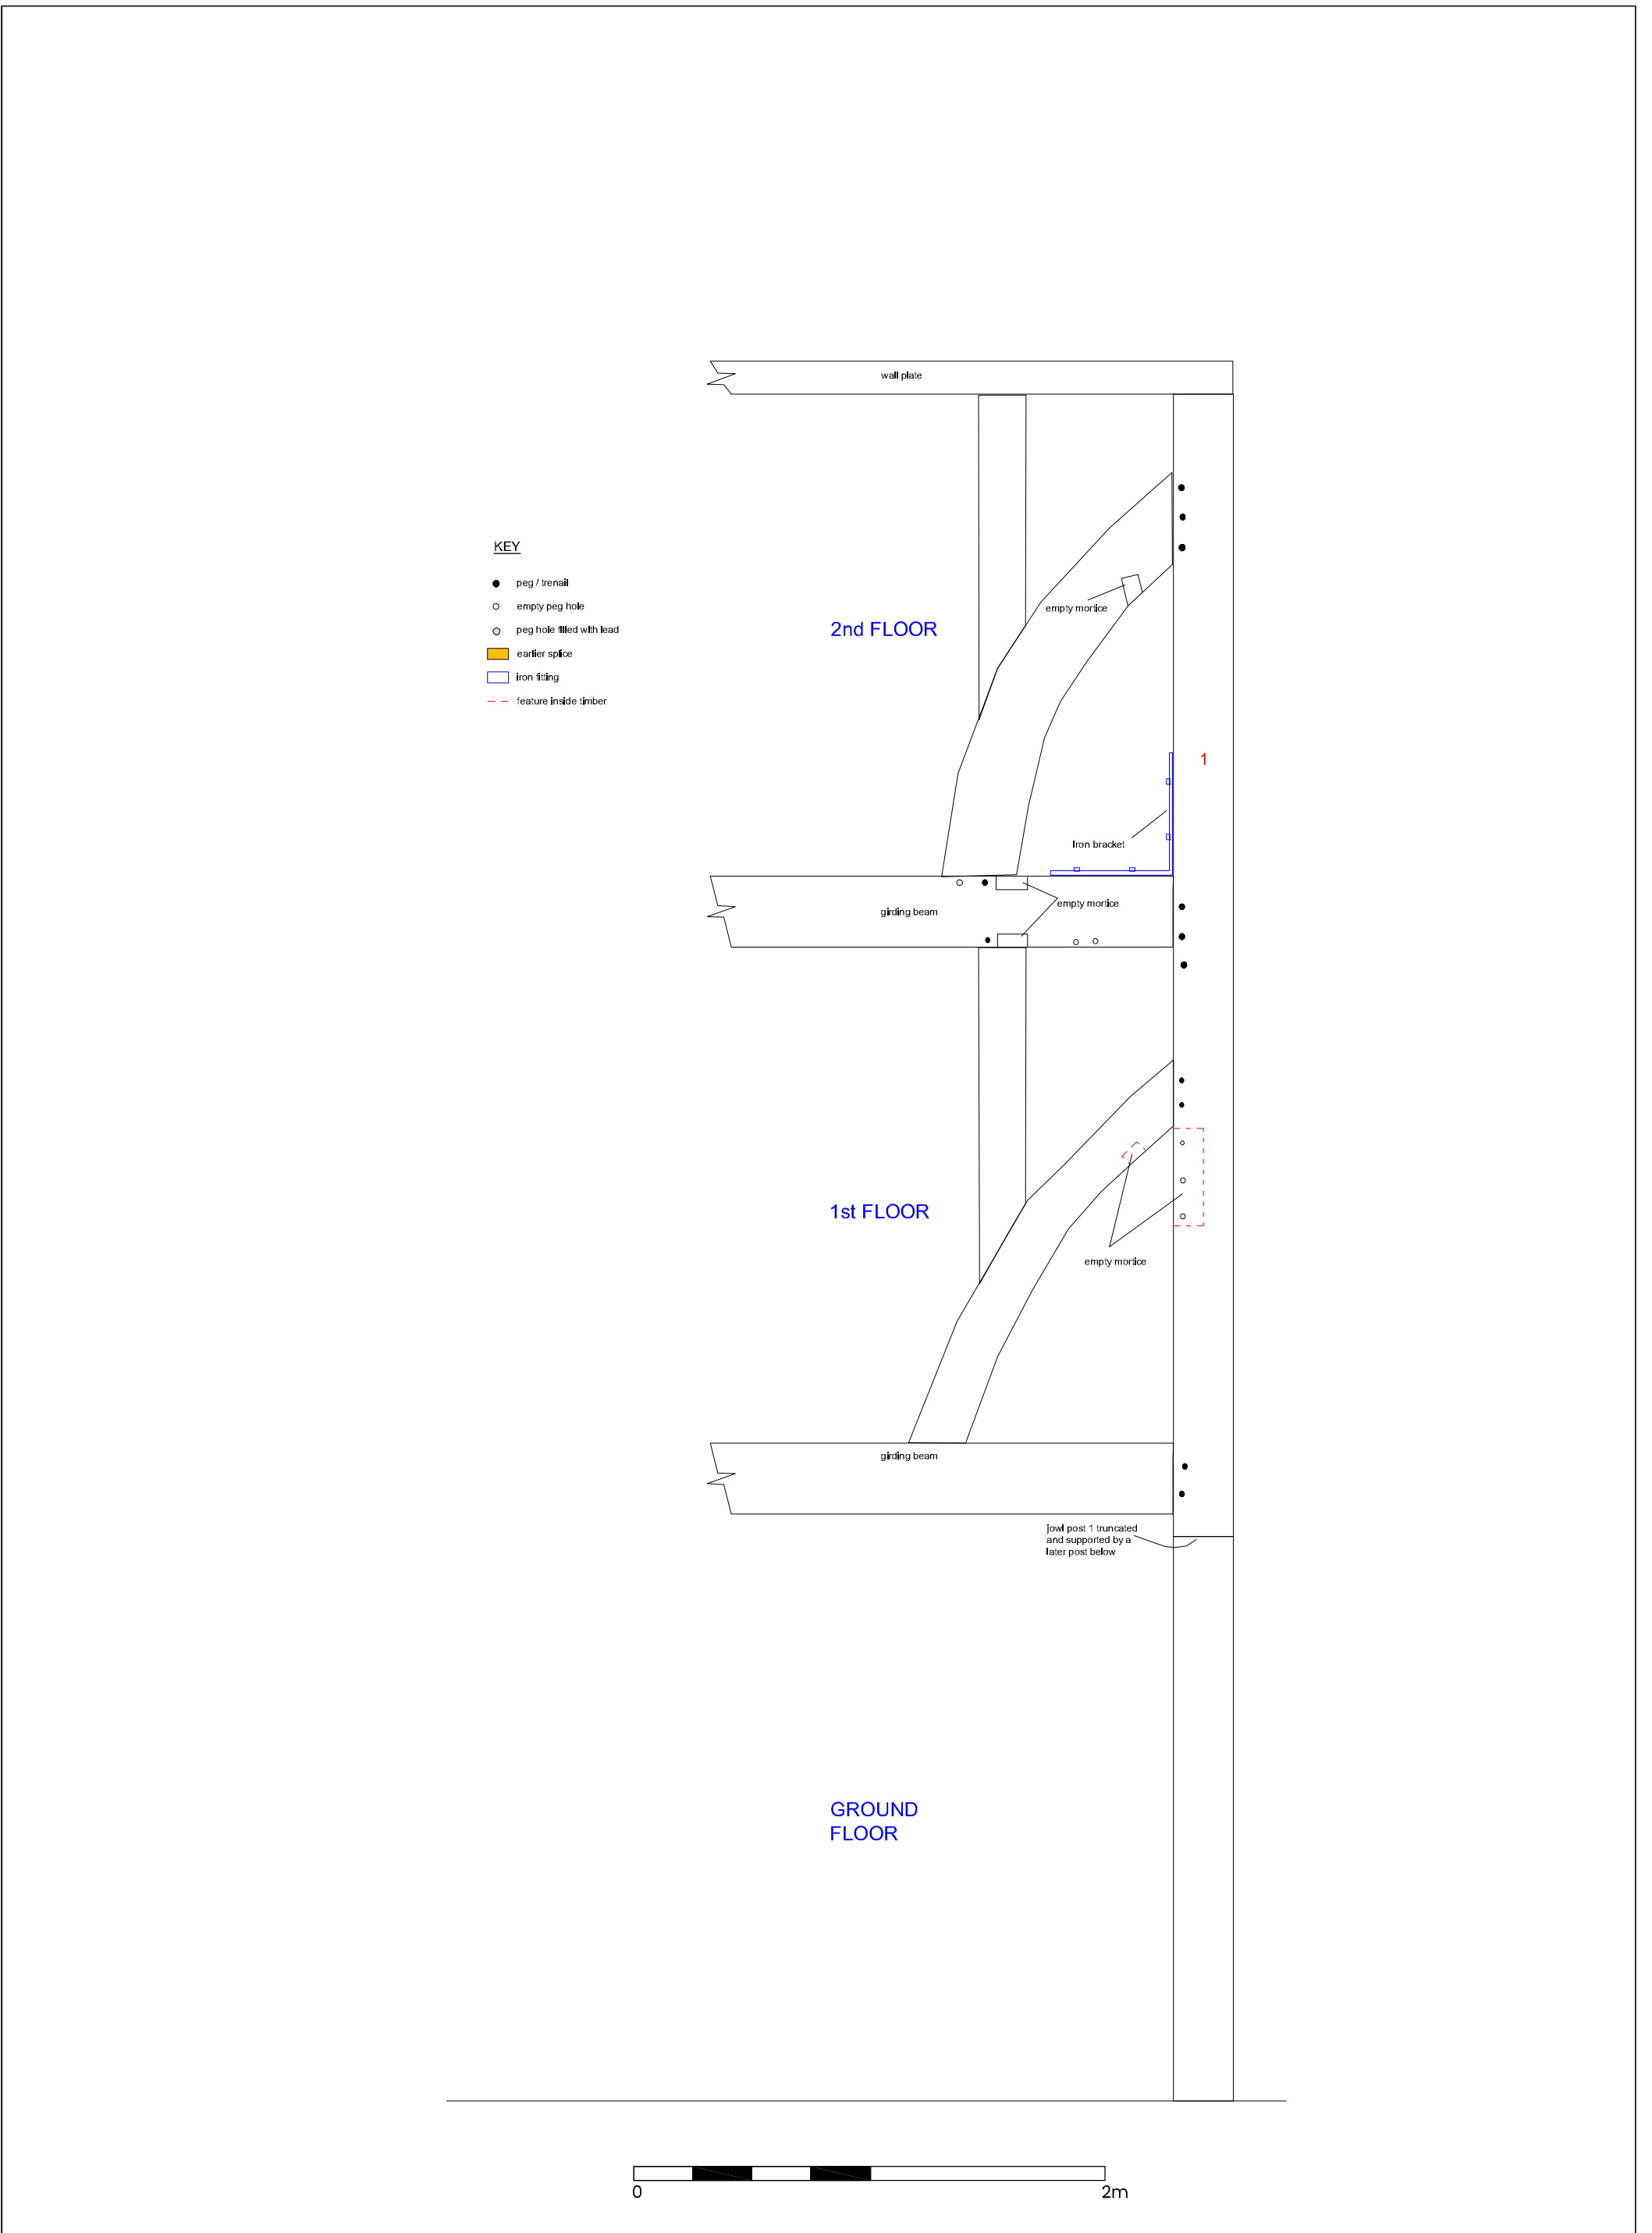 wall plate
KEY
peg / trenail
empty peg hole
peg hole filled with lead
earlier splice
iron fitting
feature inside timber
empty mortice
2nd FLOOR
1
Iron bracket
empty mortice
girding beam
1st FLOOR
empty mortice
girding beam
jowl post 1 truncated
and supported by a
later post below
GROUND
FLOOR
0
2m